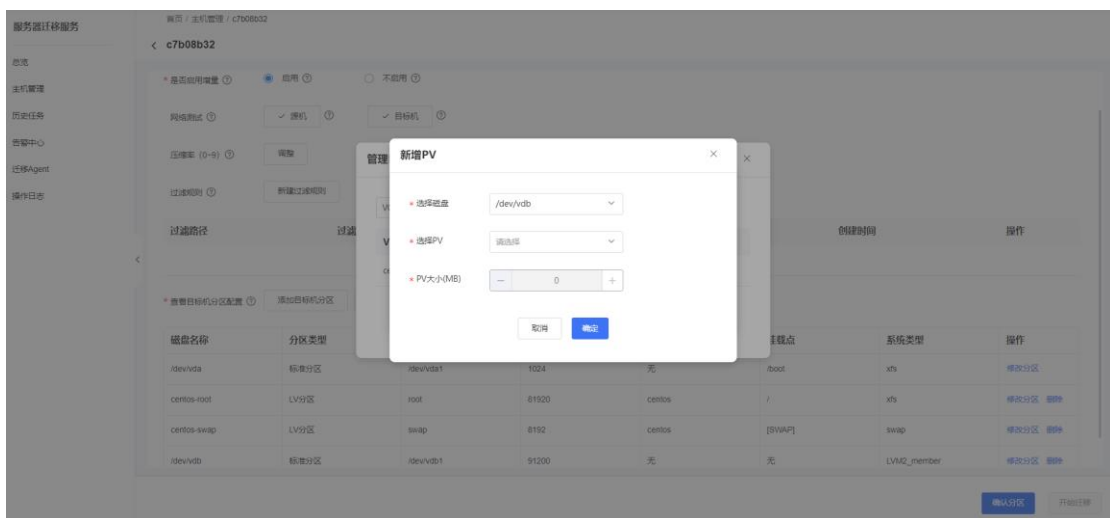 服务器迁移服务
首页 / 主机管理 / c7b08b32
c7b08b32
总览
主机管理
历史任务
告警中心
迁移Agent
操作日志
* 是否启用增量 启用 不启用
网络测试 源机 目标机
压缩率 (0~9) 调整
过滤规则 新建过滤规则
管理
新增PV
* 选择磁盘 /dev/vdb
* 选择PV 请选择
* PV大小(MB) 0
取消 确定
过滤路径 过滤 创建时间 操作
* 查看目标机分区配置 添加目标机分区
磁盘名称 分区类型 挂载点 系统类型 操作
/dev/vda 标准分区 /dev/vda1 1024 无 /boot xfs 修改分区
centos-root LV分区 root 81920 centos / xfs 修改分区 删除
centos-swap LV分区 swap 8192 centos [SWAP] swap 修改分区 删除
/dev/vdb 标准分区 /dev/vdb1 91200 无 无 LVM2_member 修改分区 删除
确认分区 开始迁移